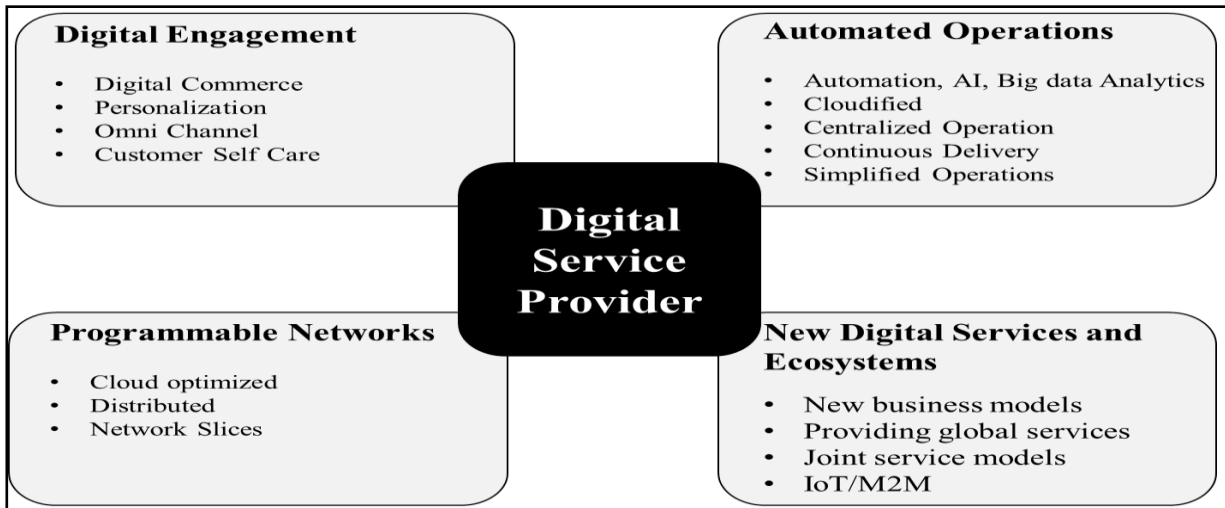 Digital Engagement
• Digital Commerce
• Personalization
• Omni Channel
• Customer Self Care
Automated Operations
• Automation, AI, Big data Analytics
• Cloudified
• Centralized Operation
• Continuous Delivery
• Simplified Operations
Digital
Service
Provider
Programmable Networks
• Cloud optimized
• Distributed
• Network Slices
New Digital Services and
Ecosystems
• New business models
• Providing global services
• Joint service models
• IoT/M2M